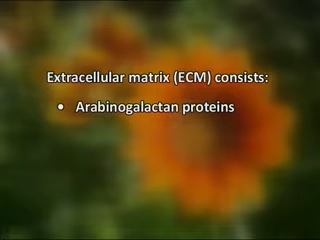 Extracellular matrix (ECM) consists:
• Arabinogalactan proteins